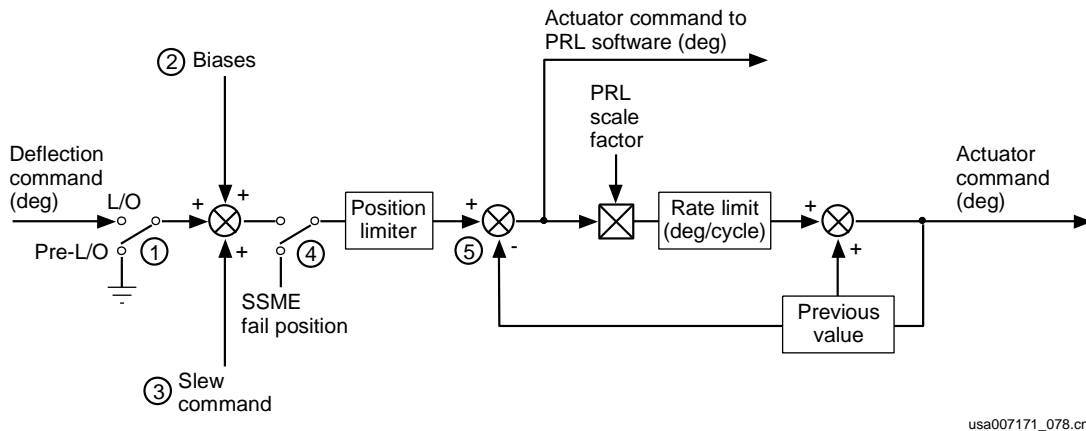 Actuator command to
PRL software (deg)
② Biases
PRL
scale
factor
Deflection
command
(deg)
Actuator
command
(deg)
L/O
+
+
Position
limiter
+
Rate limit
(deg/cycle)
+
Pre-L/O
①
+
④
⑤
-
+
SSME
fail position
Previous
value
③ Slew
command
usa007171_078.cn